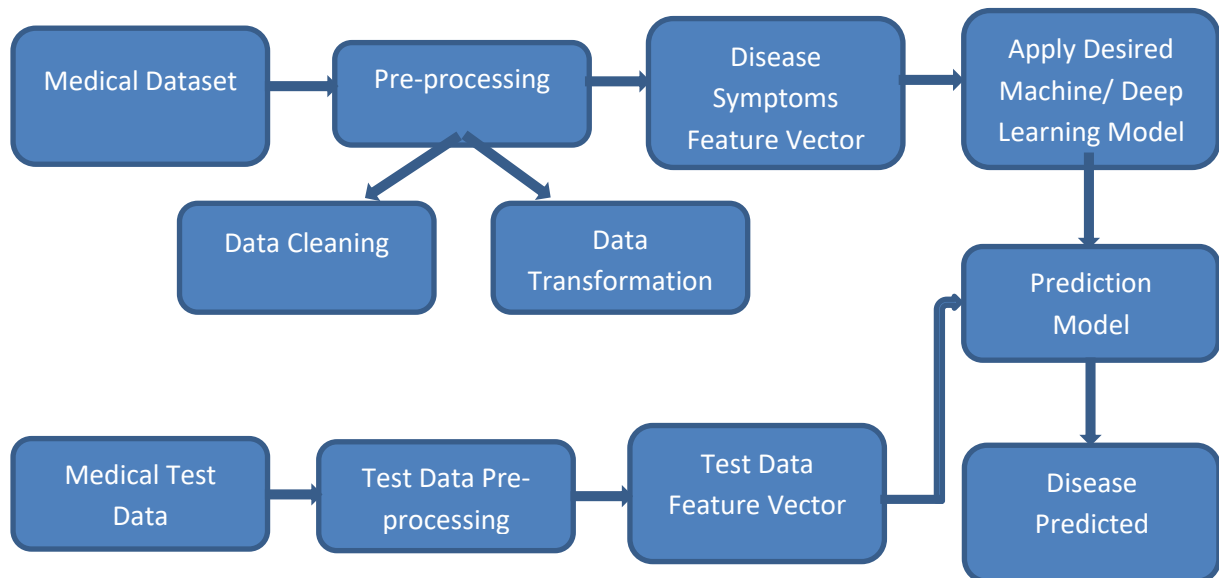 Medical Dataset
Pre-processing
Disease
Symptoms
Feature Vector
Apply Desired
Machine/ Deep
Learning Model
Data Cleaning
Data
Transformation
Prediction
Model
Medical Test
Data
Test Data Pre-
processing
Test Data
Feature Vector
Disease
Predicted